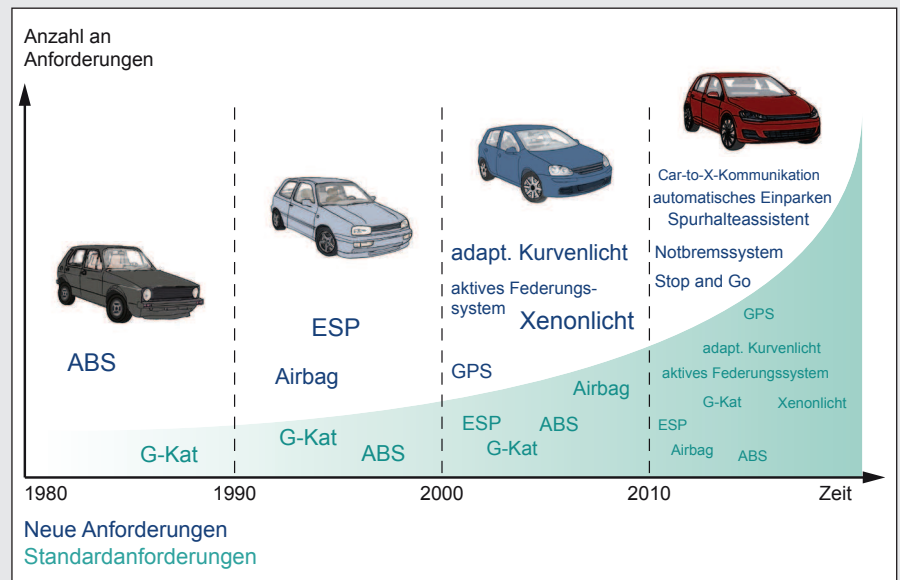 Anzahl an
Anforderungen
ABS
G-Kat
ESP
Airbag
G-Kat
ABS
adapt. Kurvenlicht
aktives Federungs-
system
Xenonlicht
GPS
Airbag
ESP
ABS
G-Kat
Car-to-X-Kommunikation
automatisches Einparken
Spurhalteassistent
Notbremssystem
Stop and Go
GPS
adapt. Kurvenlicht
aktives Federungssystem
G-Kat
Xenonlicht
ESP
Airbag
ABS
1980
1990
2000
2010
Zeit
Neue Anforderungen
Standardanforderungen